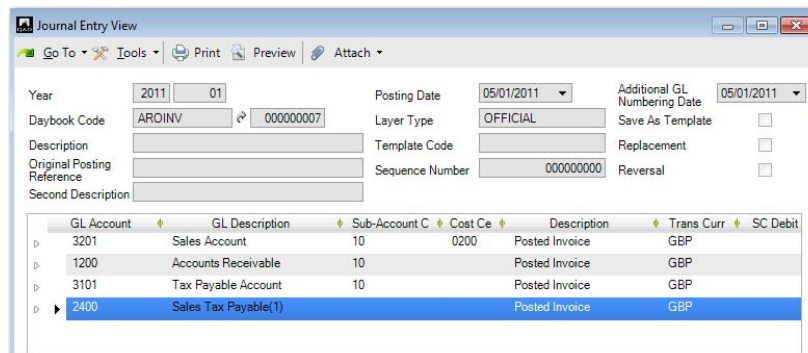 QAD Journal Entry View
Go To Tools Print Preview Attach
Year 2011 01 Posting Date 05/01/2011 Additional GL Numbering Date 05/01/2011
Daybook Code AROINV 000000007 Layer Type OFFICIAL Save As Template
Description Template Code Replacement
Original Posting Reference Sequence Number 000000000 Reversal
Second Description
GL Account GL Description Sub-Account C Cost Ce Description Trans Curr SC Debit
3201 Sales Account 10 0200 Posted Invoice GBP
1200 Accounts Receivable 10 Posted Invoice GBP
3101 Tax Payable Account 10 Posted Invoice GBP
2400 Sales Tax Payable(1) Posted Invoice GBP